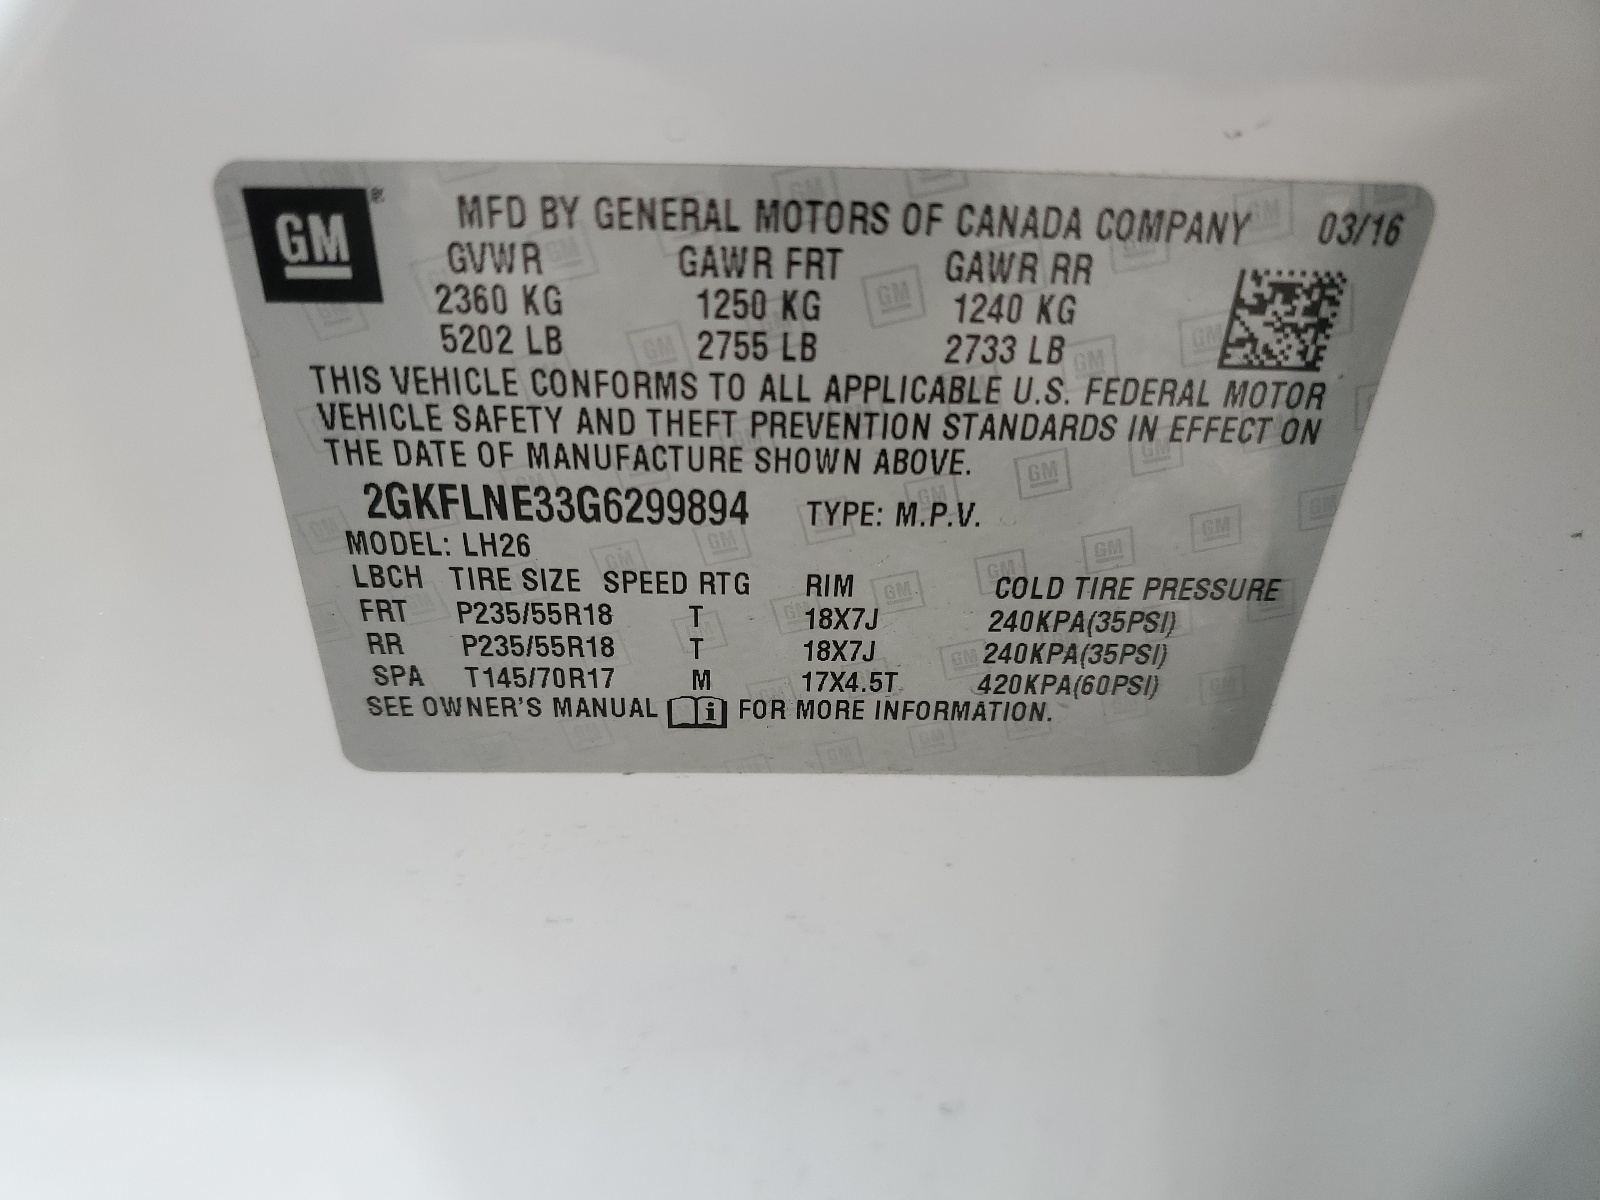 GM ®
MFD BY GENERAL MOTORS OF CANADA COMPANY 03/16
GVWR GAWR FRT GAWR RR
2360 KG 1250 KG 1240 KG
5202 LB 2755 LB 2733 LB
THIS VEHICLE CONFORMS TO ALL APPLICABLE U.S. FEDERAL MOTOR
VEHICLE SAFETY AND THEFT PREVENTION STANDARDS IN EFFECT ON
THE DATE OF MANUFACTURE SHOWN ABOVE.
2GKFLNE33G6299894 TYPE: M.P.V.
MODEL: LH26
LBCH TIRE SIZE SPEED RTG RIM COLD TIRE PRESSURE
FRT P235/55R18 T 18X7J 240KPA(35PSI)
RR P235/55R18 T 18X7J 240KPA(35PSI)
SPA T145/70R17 M 17X4.5T 420KPA(60PSI)
SEE OWNER'S MANUAL i FOR MORE INFORMATION.